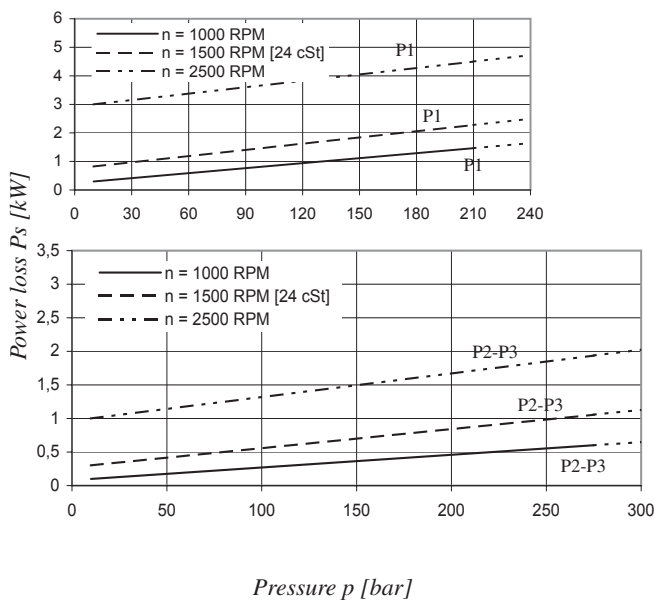 6
5
4
3
2
1
0
n = 1000 RPM
n = 1500 RPM [24 cSt]
n = 2500 RPM
P1
P1
P1
0 30 60 90 120 150 180 210 240
Power loss Ps [kW]
3,5
3
2,5
2
1,5
1
0,5
0
n = 1000 RPM
n = 1500 RPM [24 cSt]
n = 2500 RPM
P2-P3
P2-P3
P2-P3
0 50 100 150 200 250 300
Pressure p [bar]